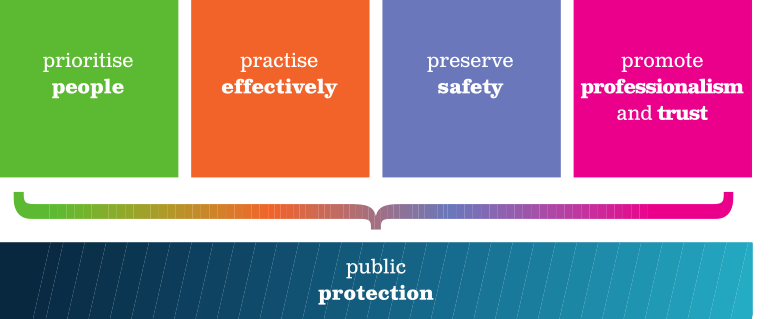 prioritise
people
practise
effectively
preserve
safety
promote
professionalism
and trust
public
protection